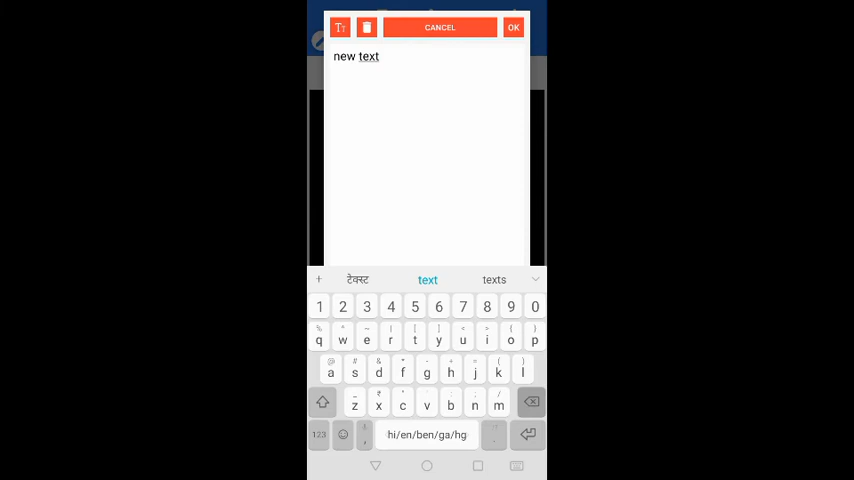 TT CANCEL OK
new text
+ टेक्स्ट text texts
1 2 3 4 5 6 7 8 9 0
% ^ ~ | [ ] < > { }
q w e r t y u i o p
@ # & * - + = ( )
a s d f g h j k l
₹ " ' : ; /
z x c v b n m
123 , hi/en/ben/ga/hg .